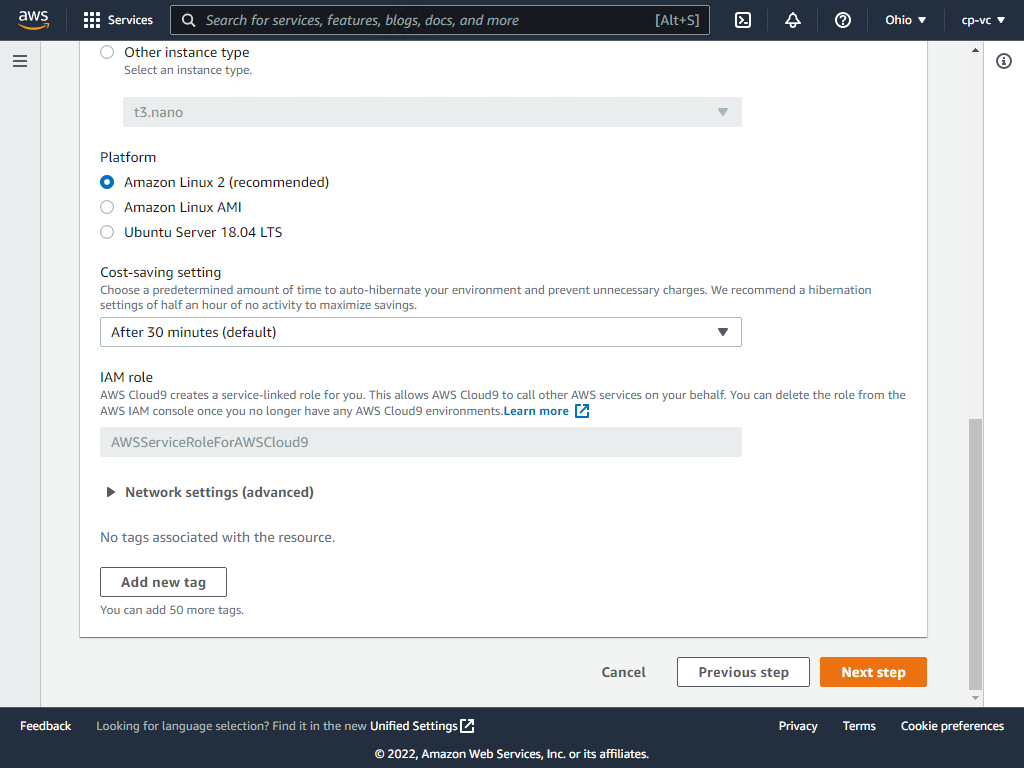 aws
Services
Search for services, features, blogs, docs, and more
[Alt+S]
Ohio
cp-vc
Other instance type
Select an instance type.
t3.nano
Platform
Amazon Linux 2 (recommended)
Amazon Linux AMI
Ubuntu Server 18.04 LTS
Cost-saving setting
Choose a predetermined amount of time to auto-hibernate your environment and prevent unnecessary charges. We recommend a hibernation
settings of half an hour of no activity to maximize savings.
After 30 minutes (default)
IAM role
AWS Cloud9 creates a service-linked role for you. This allows AWS Cloud9 to call other AWS services on your behalf. You can delete the role from the
AWS IAM console once you no longer have any AWS Cloud9 environments.Learn more
AWSServiceRoleForAWSCloud9
Network settings (advanced)
No tags associated with the resource.
Add new tag
You can add 50 more tags.
Cancel
Previous step
Next step
Feedback
Looking for language selection? Find it in the new Unified Settings
Privacy
Terms
Cookie preferences
© 2022, Amazon Web Services, Inc. or its affiliates.